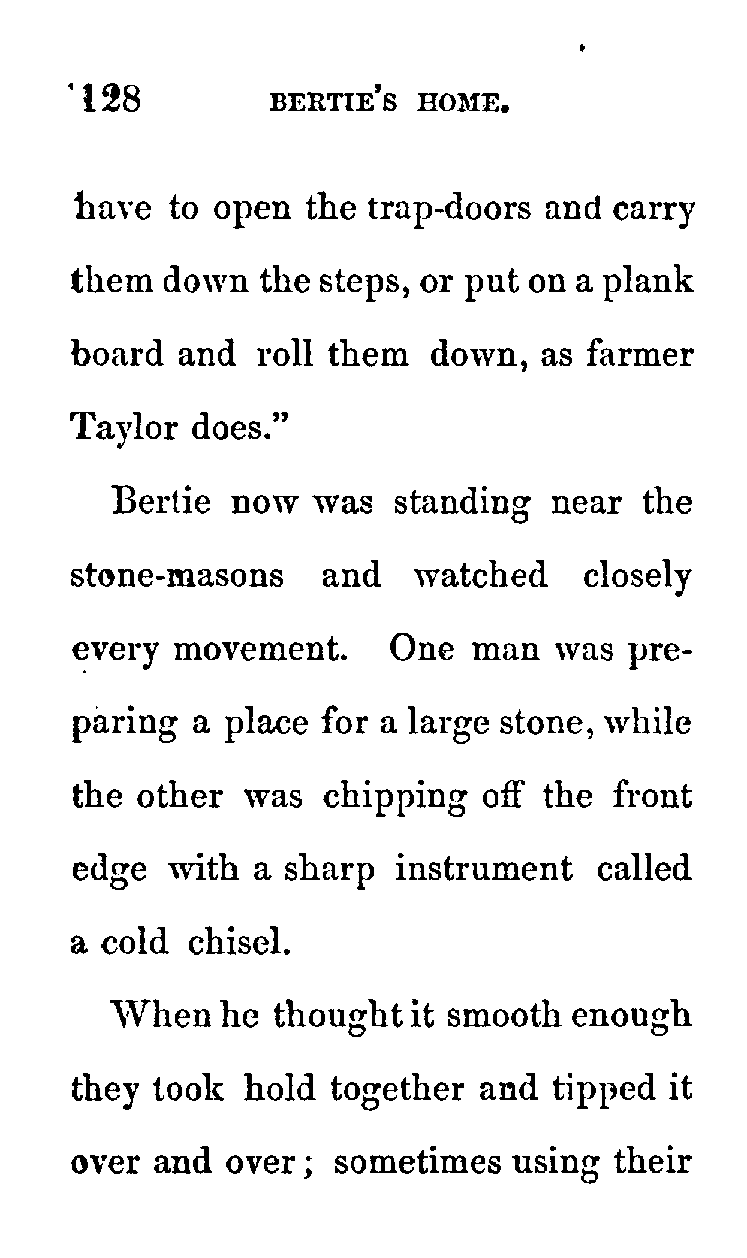 128 BERTIE'S HOME.
have to open the trap-doors and carry
them down the steps, or put on a plank
board and roll them down, as farmer
Taylor does."
Bertie now was standing near the
stone-masons and watched closely
every movement. One man was pre-
paring a place for a large stone, while
the other was chipping off the front
edge with a sharp instrument called
a cold chisel.
When he thought it smooth enough
they took hold together and tipped it
over and over; sometimes using their